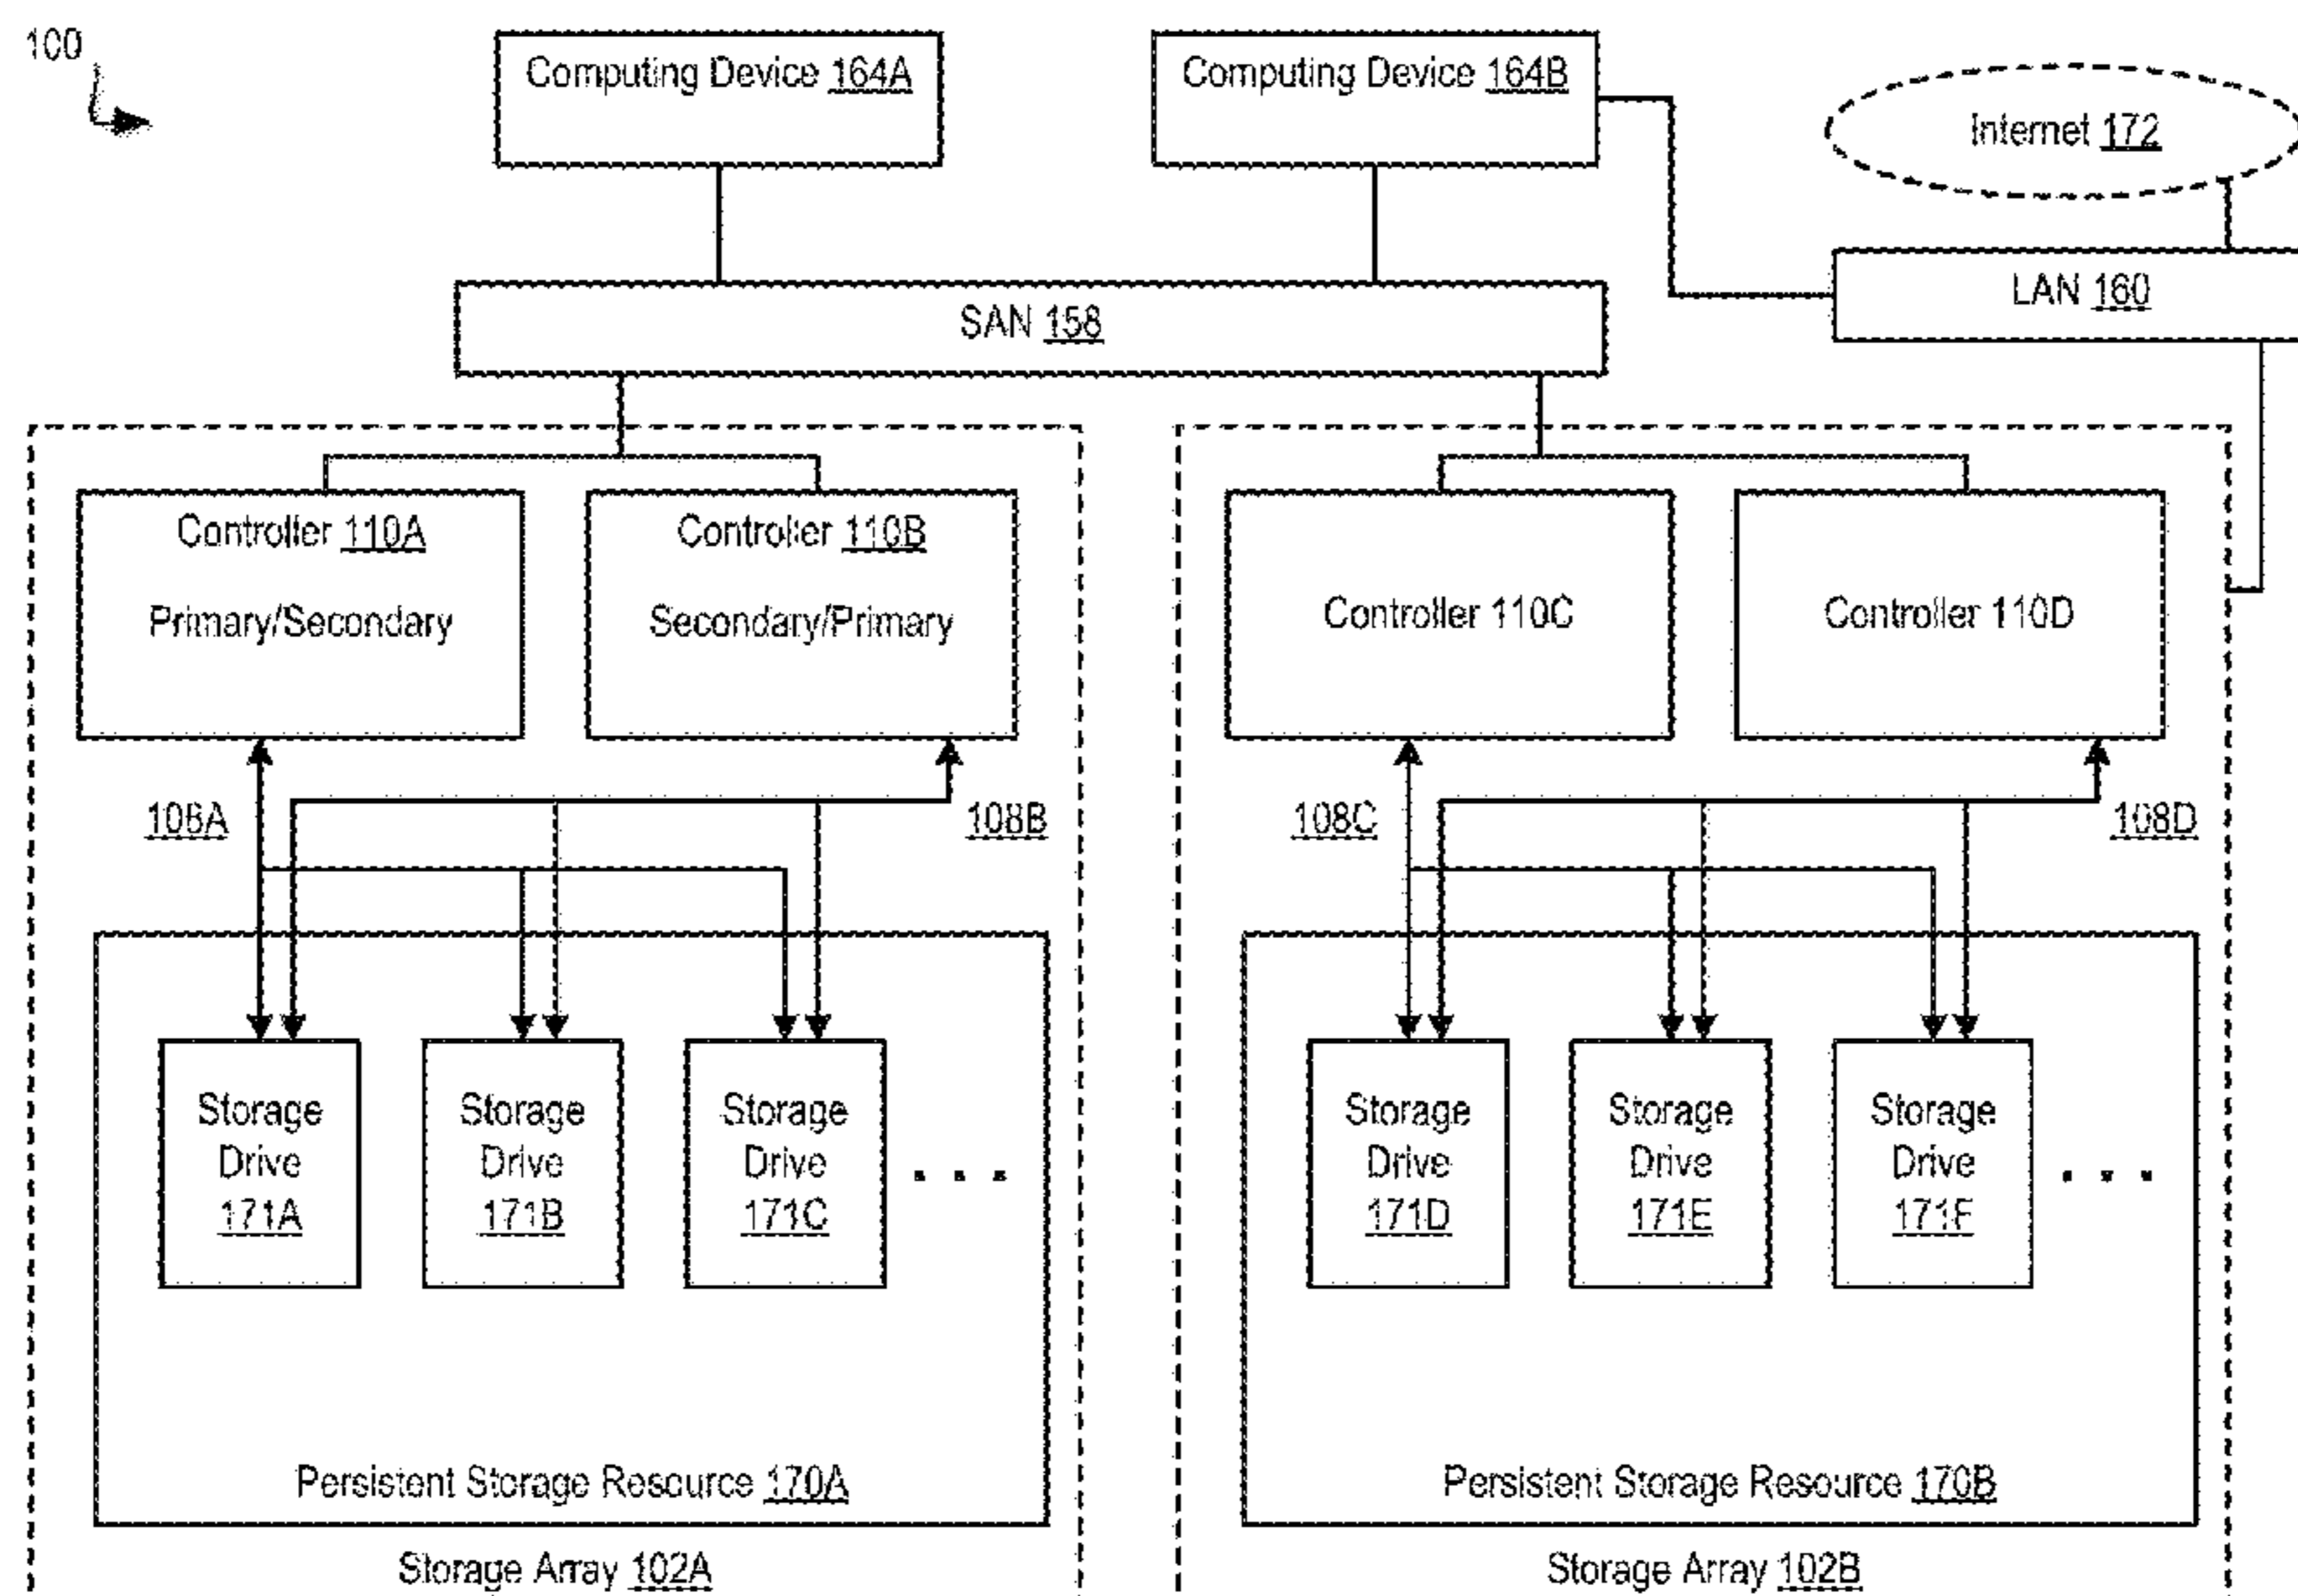 100
Computing Device 164A
Computing Device 164B
Internet 172
LAN 160
SAN 158
Controller 110A
Primary/Secondary
Controller 110B
Secondary/Primary
Controller 110C
Controller 110D
108A
108B
108C
108D
Storage
Drive
171A
Storage
Drive
171B
Storage
Drive
171C
. . .
Storage
Drive
171D
Storage
Drive
171E
Storage
Drive
171F
. . .
Persistent Storage Resource 170A
Persistent Storage Resource 170B
Storage Array 102A
Storage Array 102B